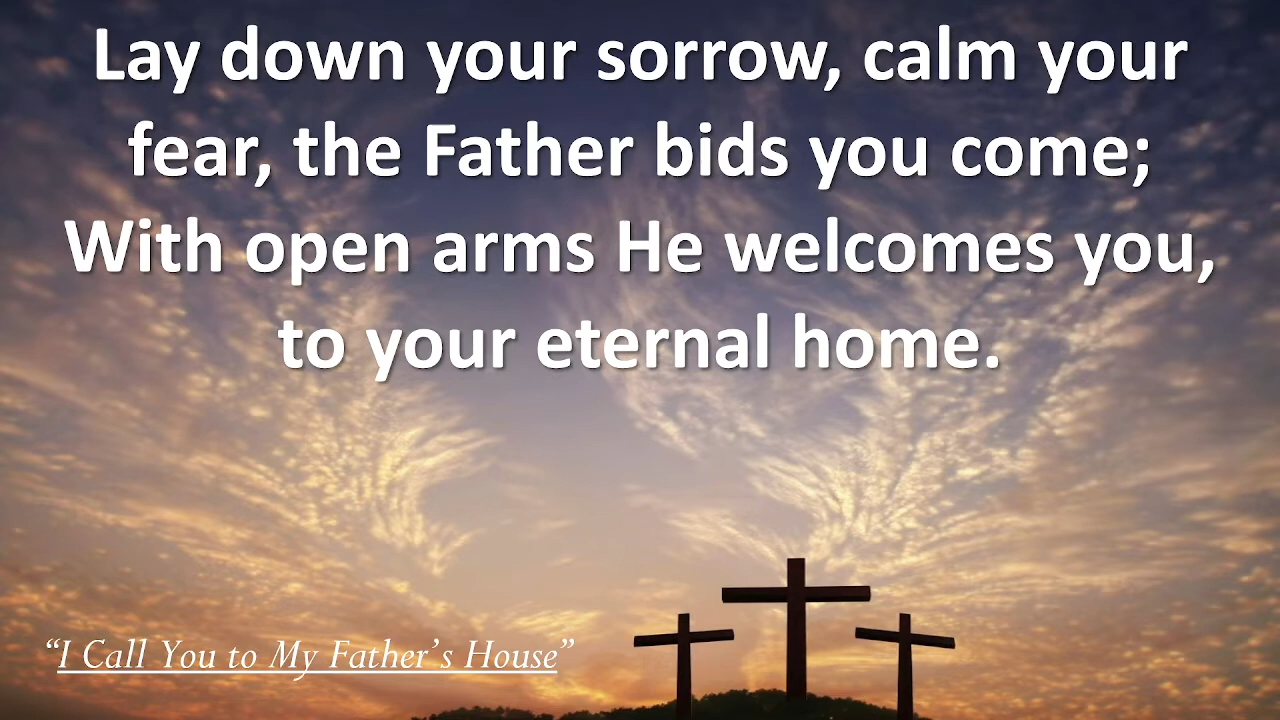 Lay down your sorrow, calm your
fear, the Father bids you come;
With open arms He welcomes you,
to your eternal home.
“I Call You to My Father’s House”